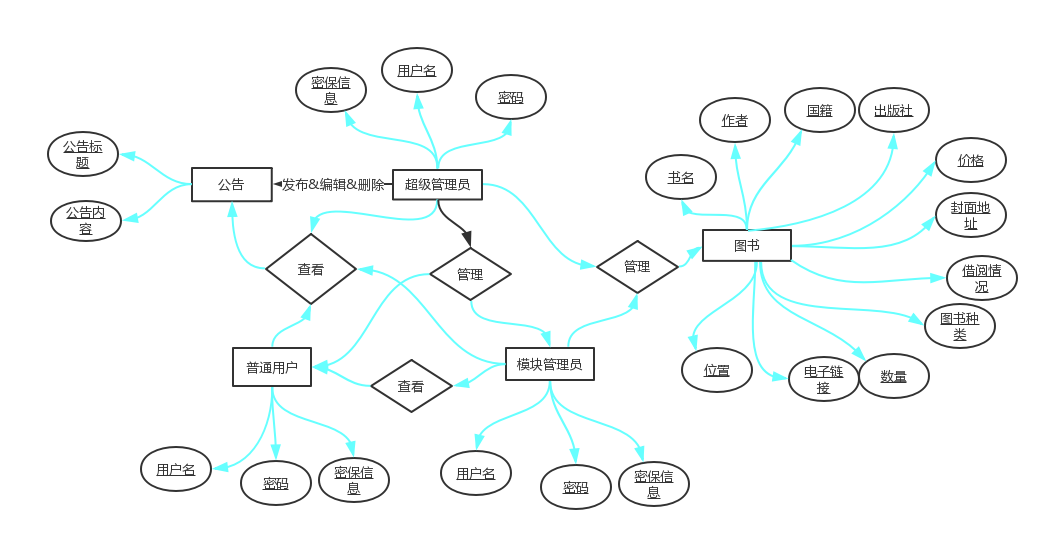 用户名
密保信
息
密码
作者
国籍
出版社
公告标
题
价格
书名
公告
发布&编辑&删除
超级管理员
公告内
容
封面地
址
图书
查看
管理
管理
借阅情
况
图书种
类
普通用户
查看
模块管理员
位置
电子链
接
数量
用户名
密码
密保信
息
用户名
密码
密保信
息